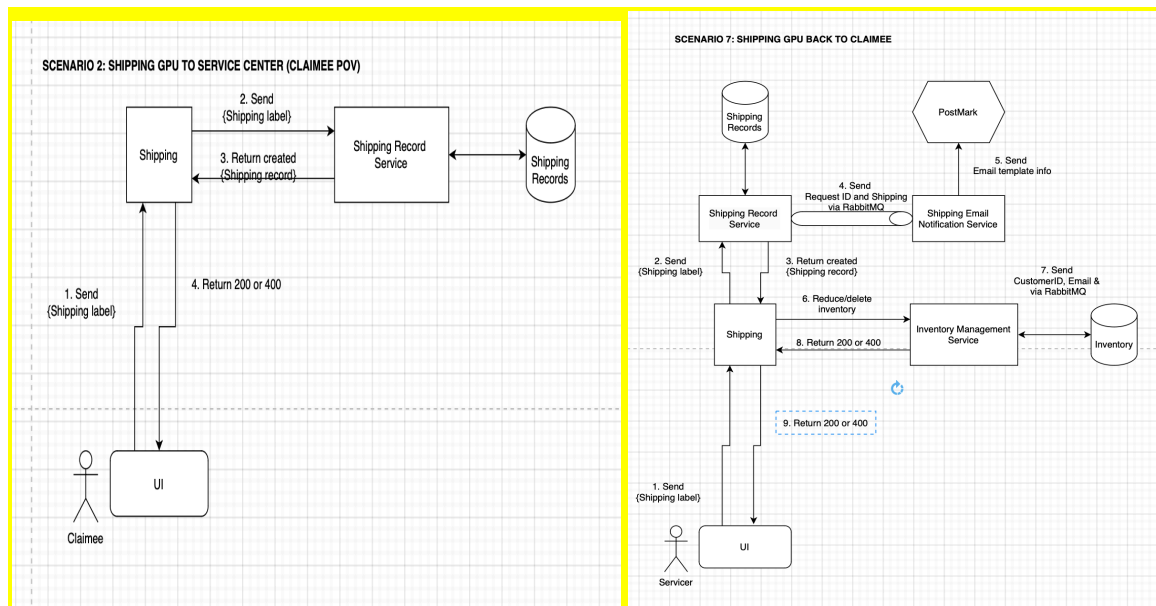 SCENARIO 2: SHIPPING GPU TO SERVICE CENTER (CLAIMEE POV)
2. Send
{Shipping label}
Shipping
Shipping Record
Service
3. Return created
{Shipping record}
Shipping
Records
4. Return 200 or 400
1. Send
{Shipping label}
UI
Claimee
SCENARIO 7: SHIPPING GPU BACK TO CLAIMEE
Shipping
Records
PostMark
5. Send
Email template info
4. Send
Request ID and Shipping
via RabbitMQ
Shipping Record
Service
Shipping Email
Notification Service
2. Send
{Shipping label}
3. Return created
{Shipping record}
7. Send
CustomerID, Email &
via RabbitMQ
6. Reduce/delete
inventory
Shipping
Inventory Management
Service
Inventory
8. Return 200 or 400
9. Return 200 or 400
1. Send
{Shipping label}
UI
Servicer